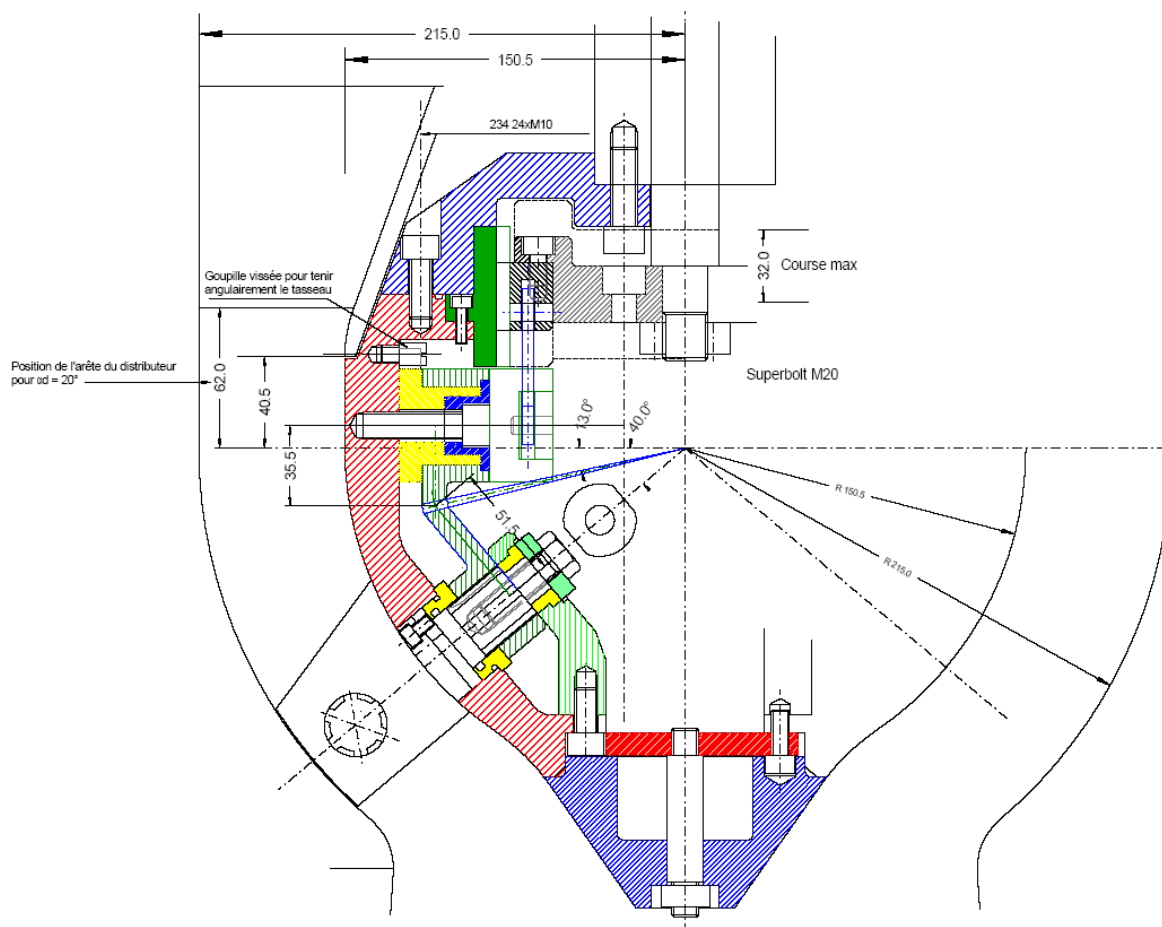 215.0
150.5
234 24xM10
32.0
Course max
Goupille vissée pour tenir
angulairement le tasseau
Position de l'arête du distributeur
pour αd = 20°
62.0
40.5
Superbolt M20
13.0°
40.0°
35.5
51.5
R 150.5
R 215.0